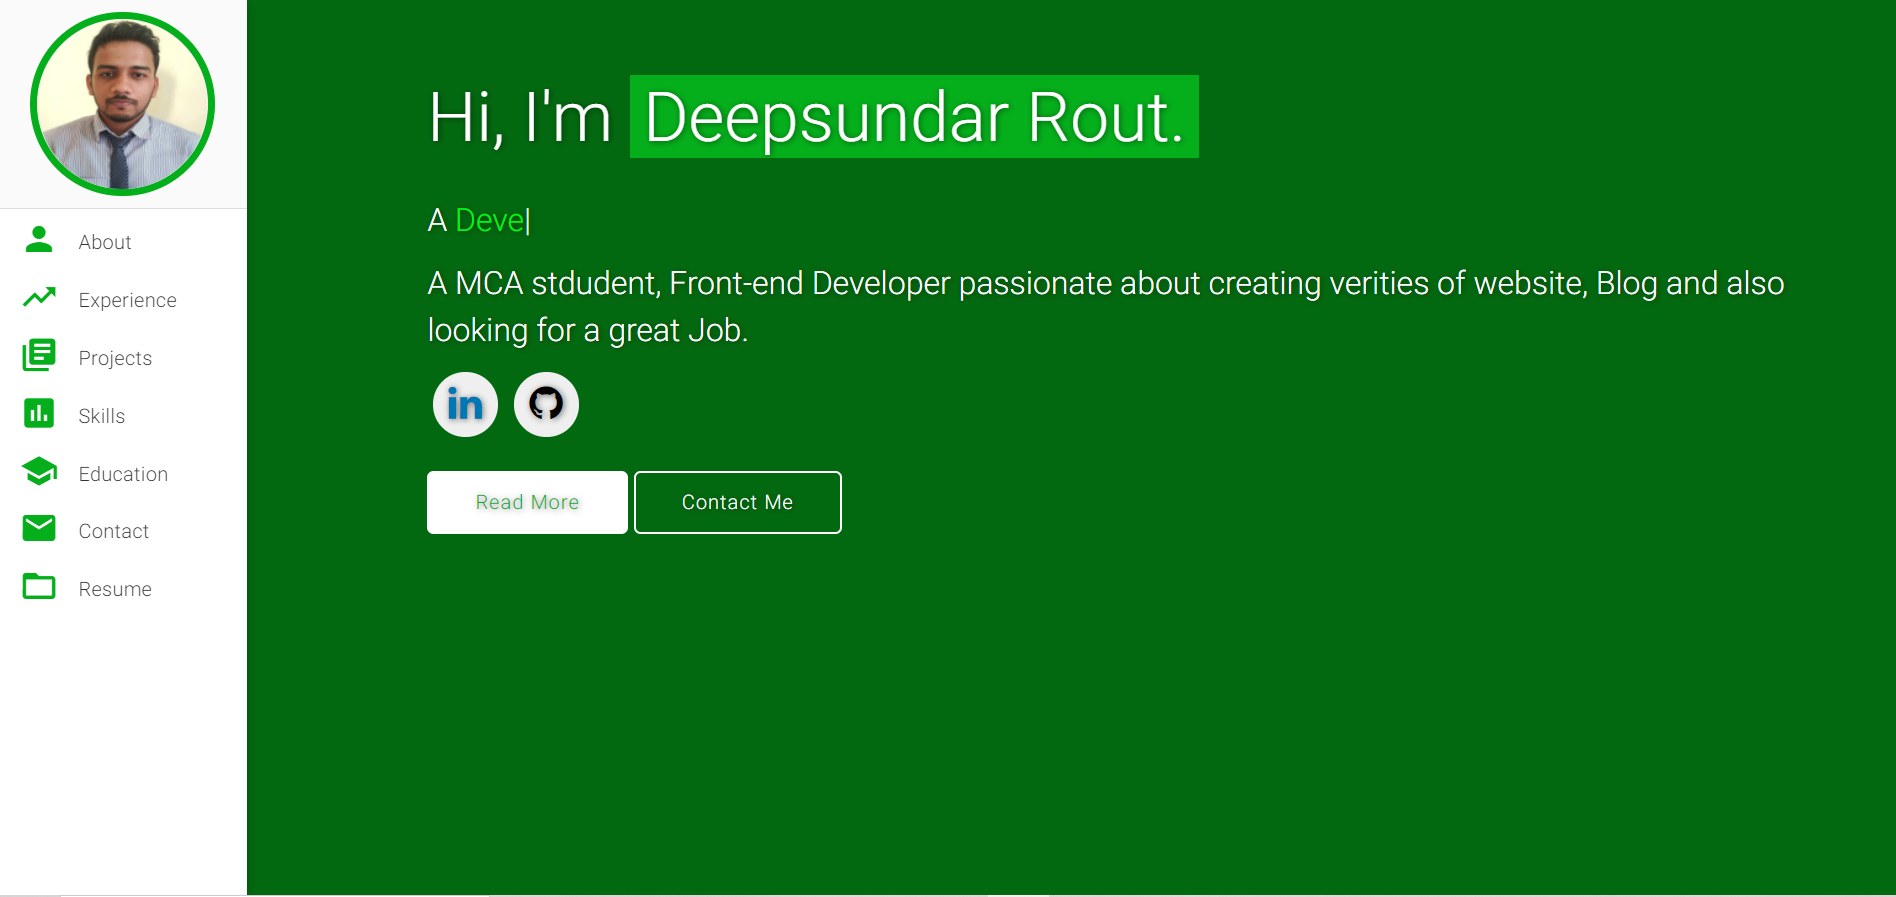 About
Experience
Projects
Skills
Education
Contact
Resume
Hi, I'm Deepsundar Rout.
A Deve|
A MCA stdudent, Front-end Developer passionate about creating verities of website, Blog and also
looking for a great Job.
in
Read More
Contact Me